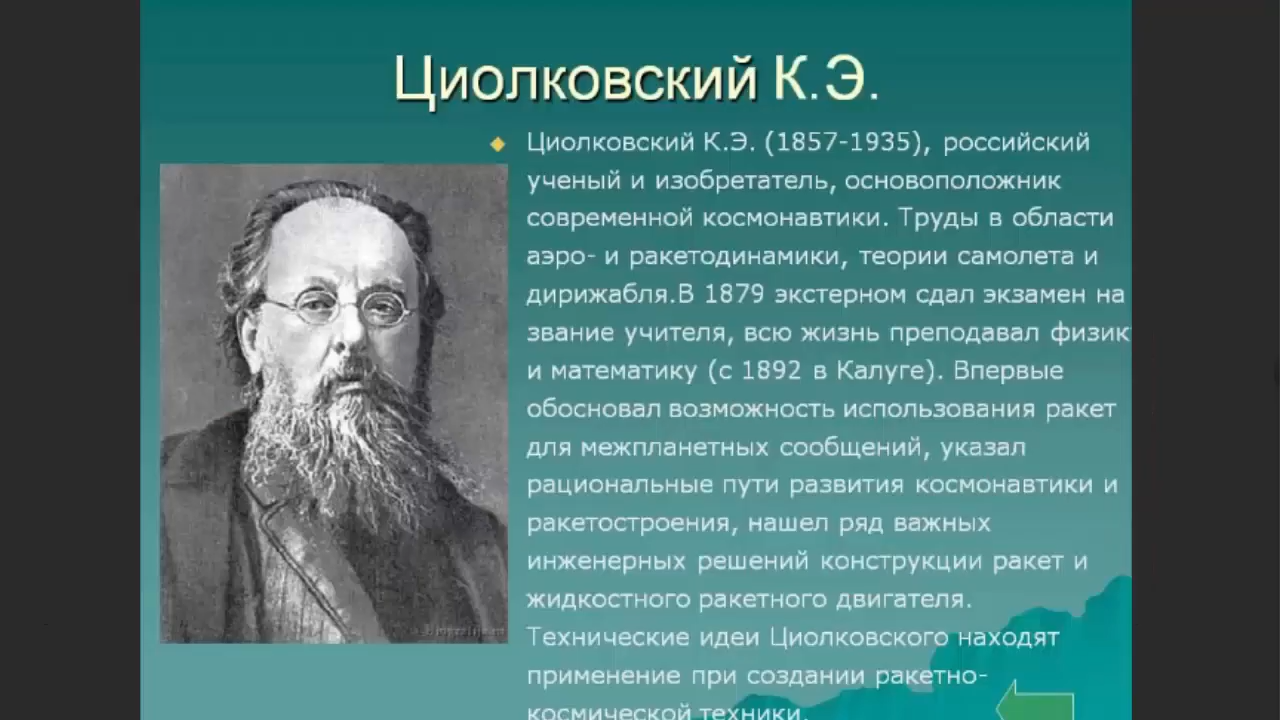 Циолковский К.Э.
Циолковский К.Э. (1857-1935), российский
ученый и изобретатель, основоположник
современной космонавтики. Труды в области
аэро- и ракетодинамики, теории самолета и
дирижабля.В 1879 экстерном сдал экзамен на
звание учителя, всю жизнь преподавал физик
и математику (с 1892 в Калуге). Впервые
обосновал возможность использования ракет
для межпланетных сообщений, указал
рациональные пути развития космонавтики и
ракетостроения, нашел ряд важных
инженерных решений конструкции ракет и
жидкостного ракетного двигателя.
Технические идеи Циолковского находят
применение при создании ракетно-
космической техники.